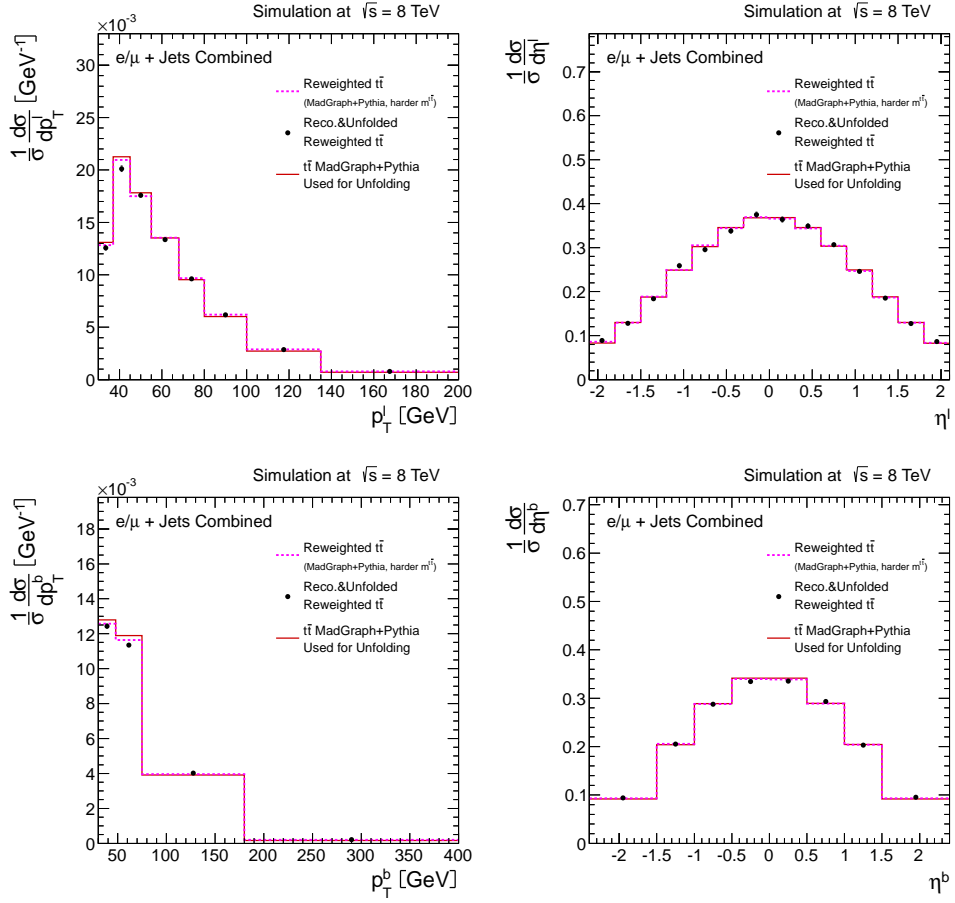 Simulation at √s = 8 TeV
×10⁻³
e/μ + Jets Combined
1/σ dσ/dp_T^l [GeV⁻¹]
Reweighted tt̄
(MadGraph+Pythia, harder m^tt̄)
Reco.&Unfolded
Reweighted tt̄
tt̄ MadGraph+Pythia
Used for Unfolding
30
25
20
15
10
5
0
40 60 80 100 120 140 160 180 200
p_T^l [GeV]
Simulation at √s = 8 TeV
e/μ + Jets Combined
1/σ dσ/dη^l
Reweighted tt̄
(MadGraph+Pythia, harder m^tt̄)
Reco.&Unfolded
Reweighted tt̄
tt̄ MadGraph+Pythia
Used for Unfolding
0.7
0.6
0.5
0.4
0.3
0.2
0.1
0
-2 -1.5 -1 -0.5 0 0.5 1 1.5 2
η^l
Simulation at √s = 8 TeV
×10⁻³
e/μ + Jets Combined
1/σ dσ/dp_T^b [GeV⁻¹]
Reweighted tt̄
(MadGraph+Pythia, harder m^tt̄)
Reco.&Unfolded
Reweighted tt̄
tt̄ MadGraph+Pythia
Used for Unfolding
18
16
14
12
10
8
6
4
2
0
50 100 150 200 250 300 350 400
p_T^b [GeV]
Simulation at √s = 8 TeV
e/μ + Jets Combined
1/σ dσ/dη^b
Reweighted tt̄
(MadGraph+Pythia, harder m^tt̄)
Reco.&Unfolded
Reweighted tt̄
tt̄ MadGraph+Pythia
Used for Unfolding
0.7
0.6
0.5
0.4
0.3
0.2
0.1
0
-2 -1.5 -1 -0.5 0 0.5 1 1.5 2
η^b